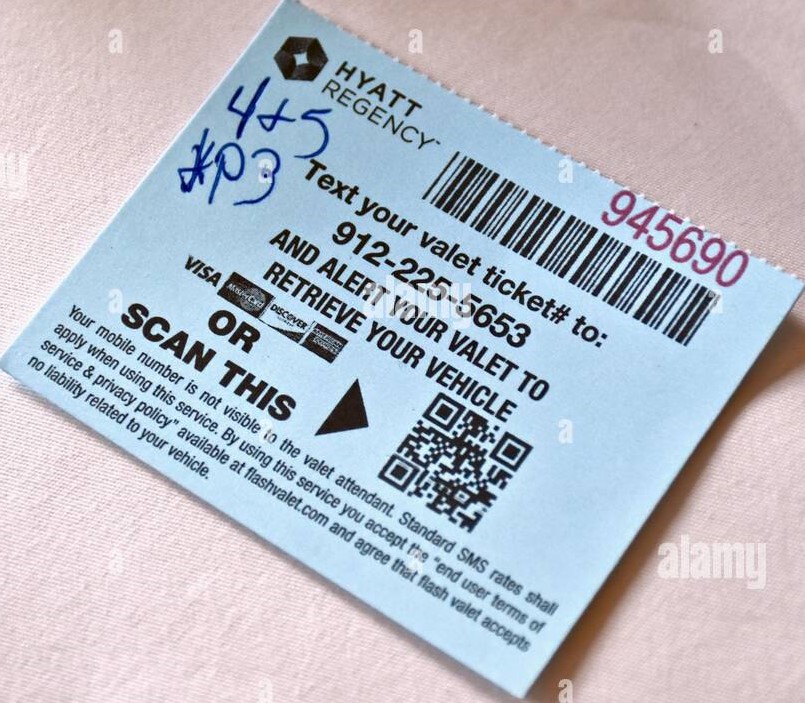 HYATT
REGENCY
4+5
#P3
945690
Text your valet ticket# to:
912-225-5653
AND ALERT YOUR VALET TO
RETRIEVE YOUR VEHICLE
VISA MasterCard DISCOVER
OR
SCAN THIS
Your mobile number is not visible to the valet attendant. Standard SMS rates shall
apply when using this service. By using this service you accept the "end user terms of
service & privacy policy" available at flashvalet.com and agree that flash valet accepts
no liability related to your vehicle.
alamy
alamy